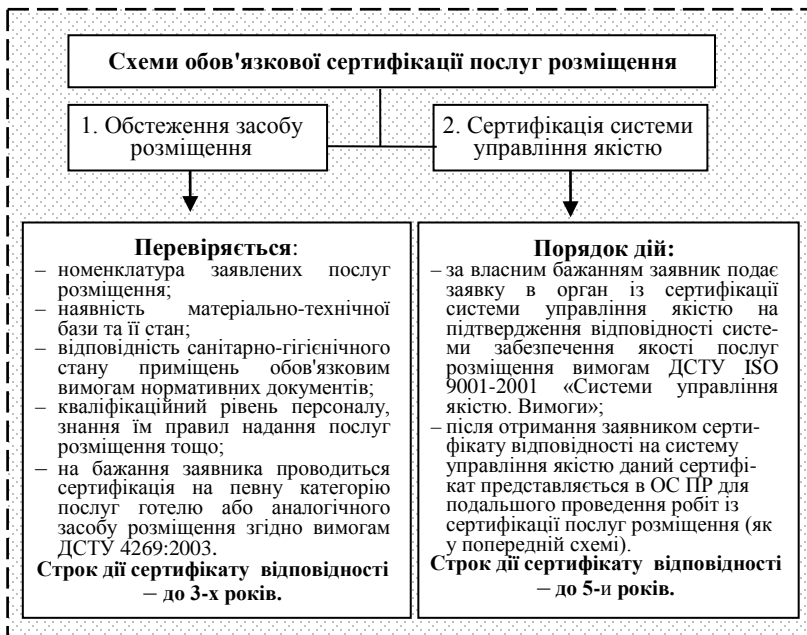 Схеми обов'язкової сертифікації послуг розміщення
1. Обстеження засобу
розміщення
2. Сертифікація системи
управління якістю
Перевіряється:
– номенклатура заявлених послуг
розміщення;
– наявність матеріально-технічної
бази та її стан;
– відповідність санітарно-гігієнічного
стану приміщень обов'язковим
вимогам нормативних документів;
– кваліфікаційний рівень персоналу,
знання їм правил надання послуг
розміщення тощо;
– на бажання заявника проводиться
сертифікація на певну категорію
послуг готелю або аналогічного
засобу розміщення згідно вимогам
ДСТУ 4269:2003.
Строк дії сертифікату відповідності
– до 3-х років.
Порядок дій:
– за власним бажанням заявник подає
заявку в орган із сертифікації
системи управління якістю на
підтвердження відповідності систе-
ми забезпечення якості послуг
розміщення вимогам ДСТУ ISO
9001-2001 «Системи управління
якістю. Вимоги»;
– після отримання заявником серти-
фікату відповідності на систему
управління якістю даний сертифі-
кат представляється в ОС ПР для
подальшого проведення робіт із
сертифікації послуг розміщення (як
у попередній схемі).
Строк дії сертифікату відповідності
– до 5-и років.